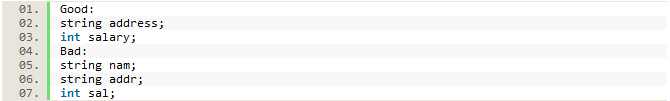 01. Good:
02. string address;
03. int salary;
04. Bad:
05. string nam;
06. string addr;
07. int sal;